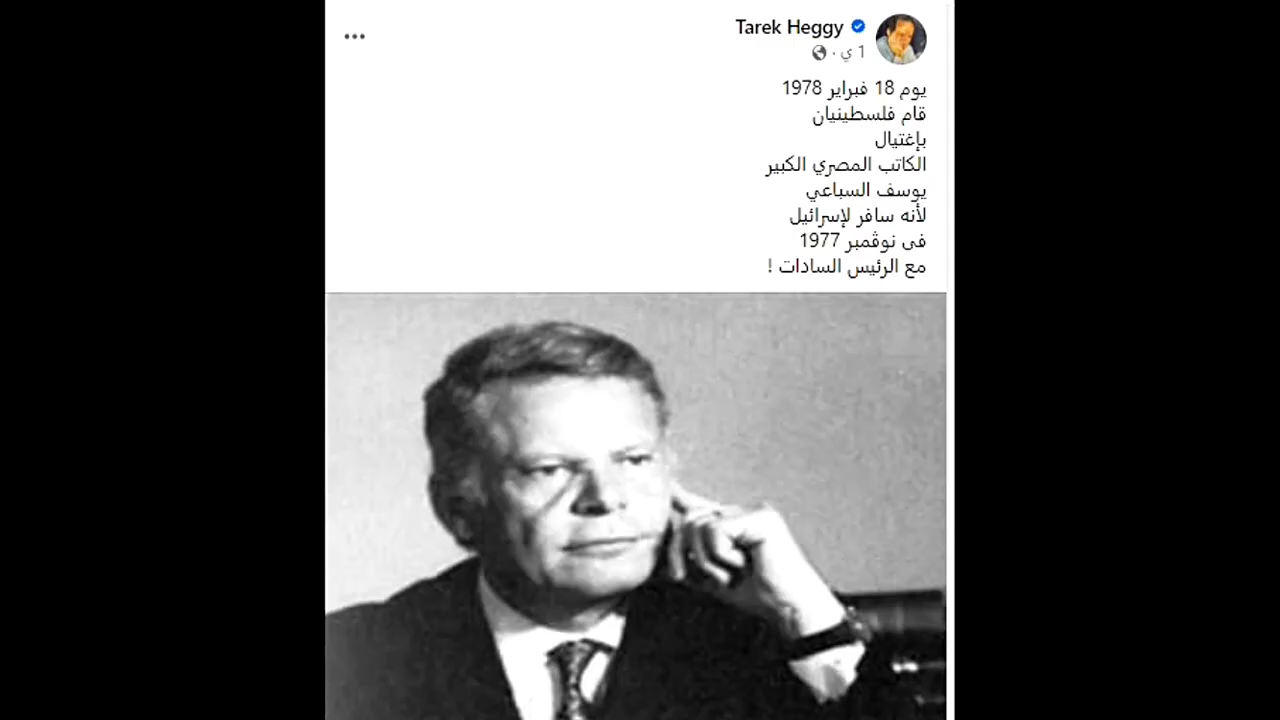 Tarek Heggy
1 ي ·
يوم 18 فبراير 1978
قام فلسطينيان
بإغتيال
الكاتب المصري الكبير
يوسف السباعي
لأنه سافر لإسرائيل
فى نوڤمبر 1977
مع الرئيس السادات !